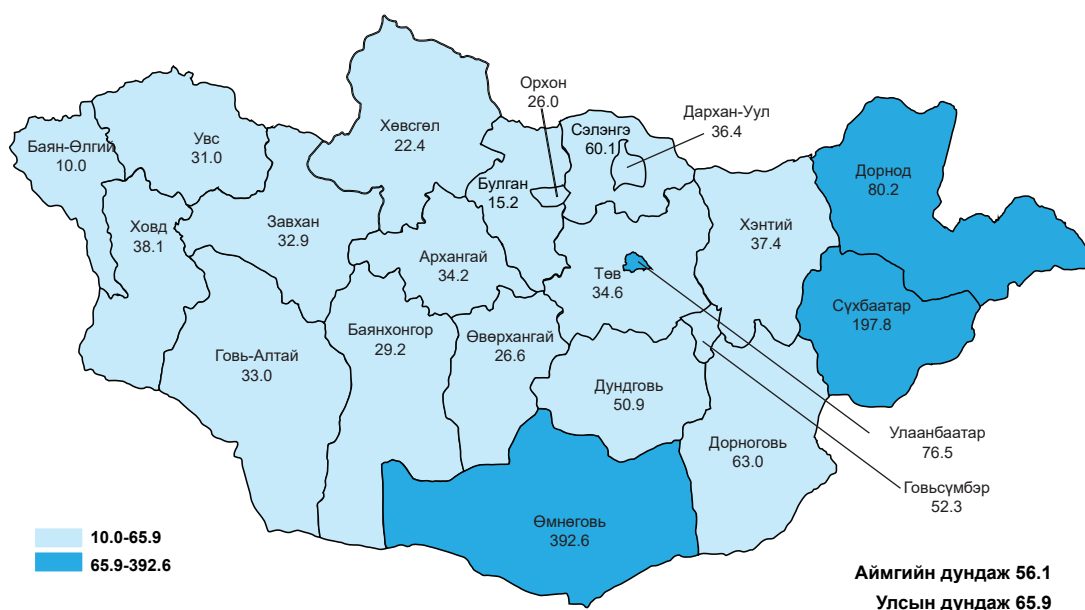 Орхон
26.0
Дархан-Уул
36.4
Сэлэнгэ
60.1
Хөвсгөл
22.4
Увс
31.0
Баян-Өлгий
10.0
Дорнод
80.2
Булган
15.2
Ховд
38.1
Завхан
32.9
Хэнтий
37.4
Архангай
34.2
Төв
34.6
Сүхбаатар
197.8
Баянхонгор
29.2
Өвөрхангай
26.6
Говь-Алтай
33.0
Дундговь
50.9
Улаанбаатар
76.5
Дорноговь
63.0
Говьсүмбэр
52.3
Өмнөговь
392.6
10.0-65.9
65.9-392.6
Аймгийн дундаж 56.1
Улсын дундаж 65.9